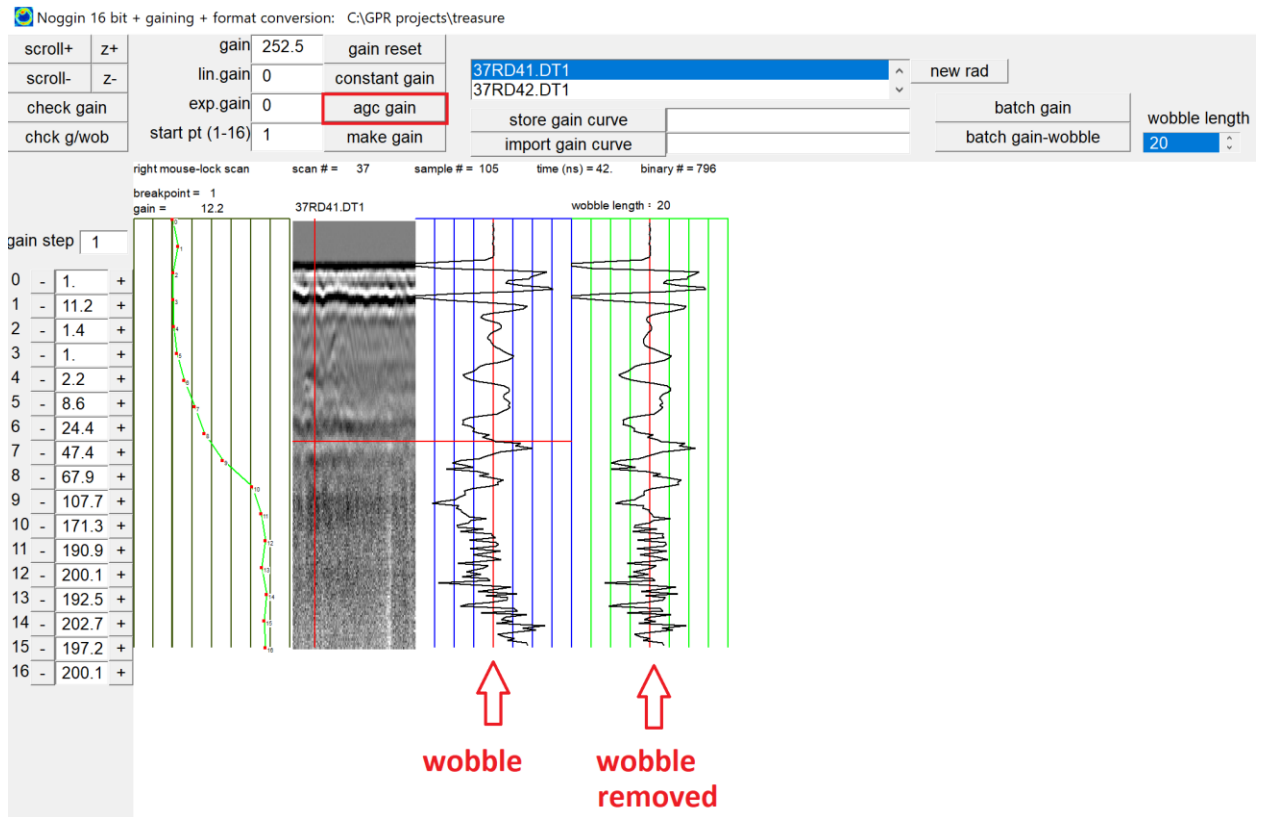 Noggin 16 bit + gaining + format conversion: C:\GPR projects\treasure
scroll+ z+ gain 252.5 gain reset
scroll- z- lin.gain 0 constant gain 37RD41.DT1 new rad
37RD42.DT1
check gain exp.gain 0 agc gain store gain curve batch gain wobble length
chck g/wob start pt (1-16) 1 make gain import gain curve batch gain-wobble 20
right mouse-lock scan scan # = 37 sample # = 105 time (ns) = 42. binary # = 796
breakpoint = 1
gain = 12.2 37RD41.DT1 wobble length = 20
gain step 1
0 - 1. +
1 - 11.2 +
2 - 1.4 +
3 - 1. +
4 - 2.2 +
5 - 8.6 +
6 - 24.4 +
7 - 47.4 +
8 - 67.9 +
9 - 107.7 +
10 - 171.3 +
11 - 190.9 +
12 - 200.1 +
13 - 192.5 +
14 - 202.7 +
15 - 197.2 +
16 - 200.1 +
wobble wobble
removed